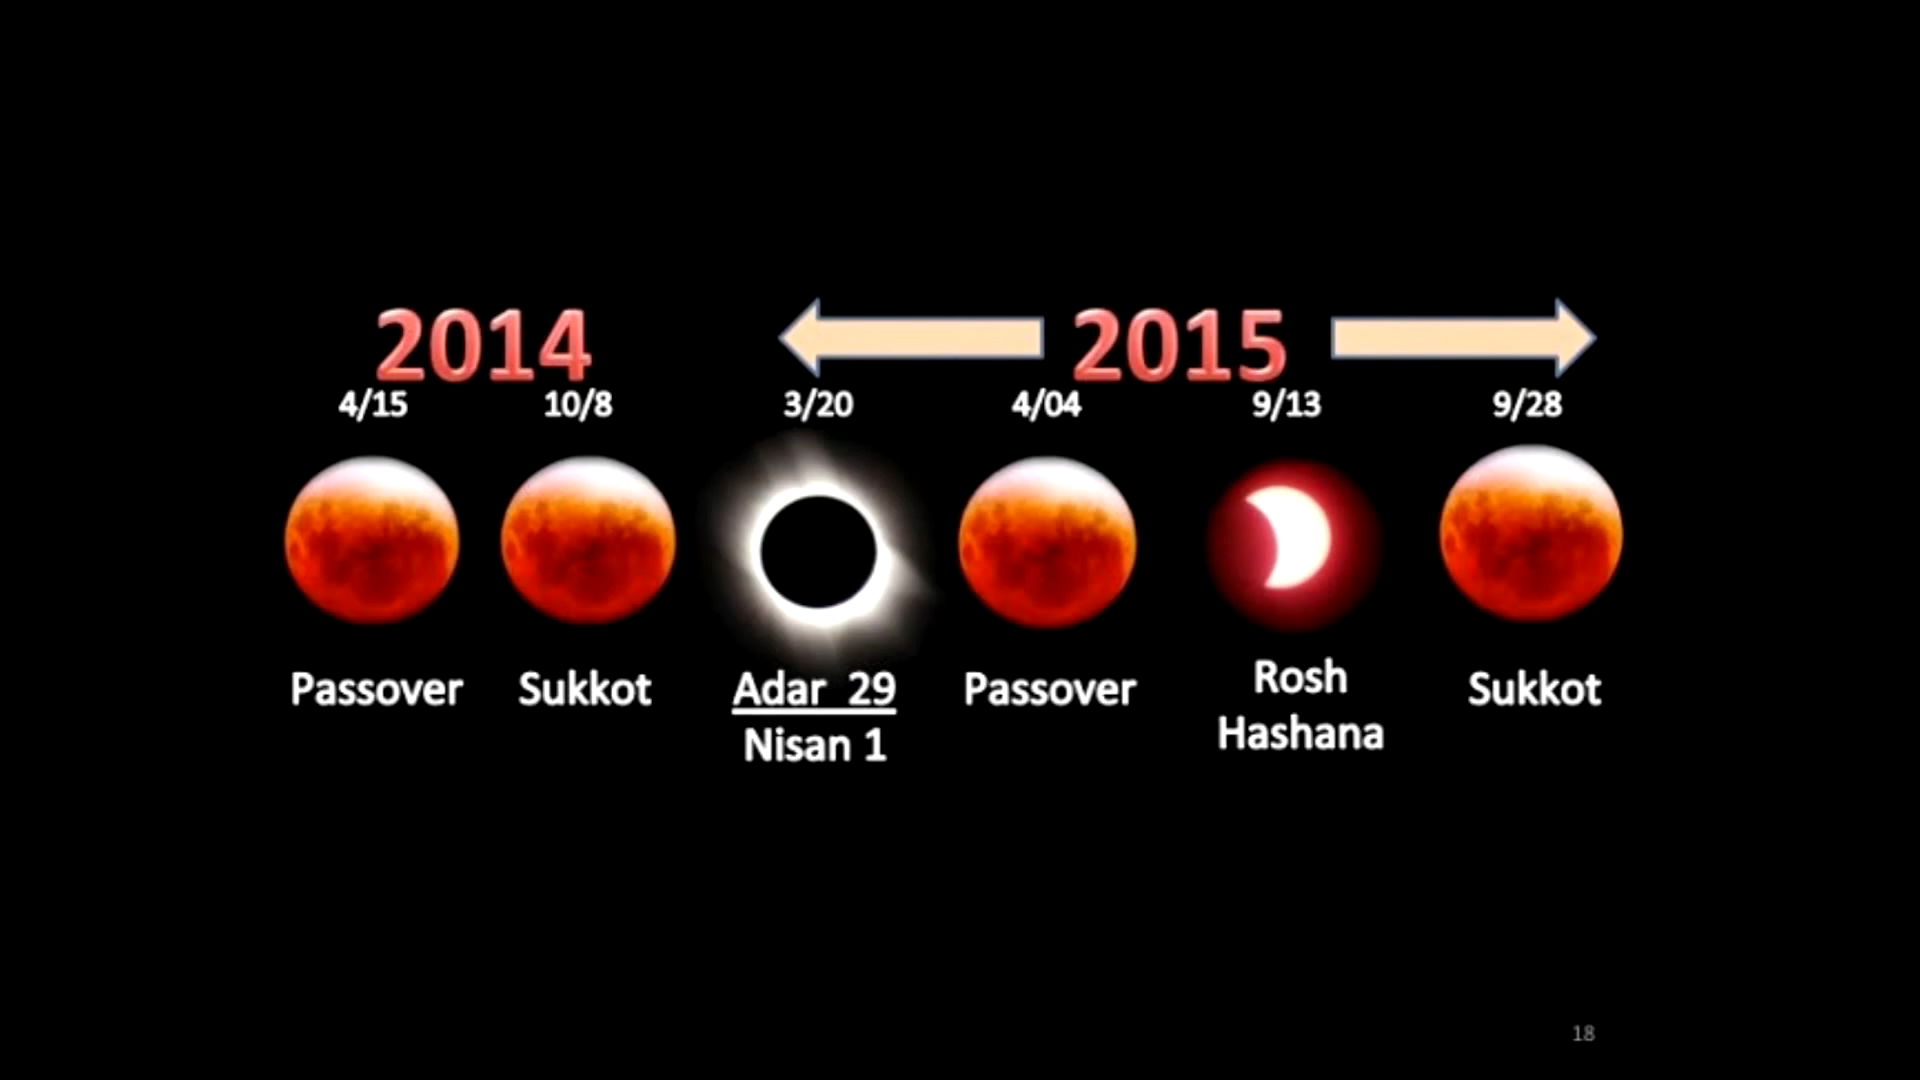 2014
2015
4/15
10/8
3/20
4/04
9/13
9/28
Passover
Sukkot
Adar 29
Nisan 1
Passover
Rosh
Hashana
Sukkot
18